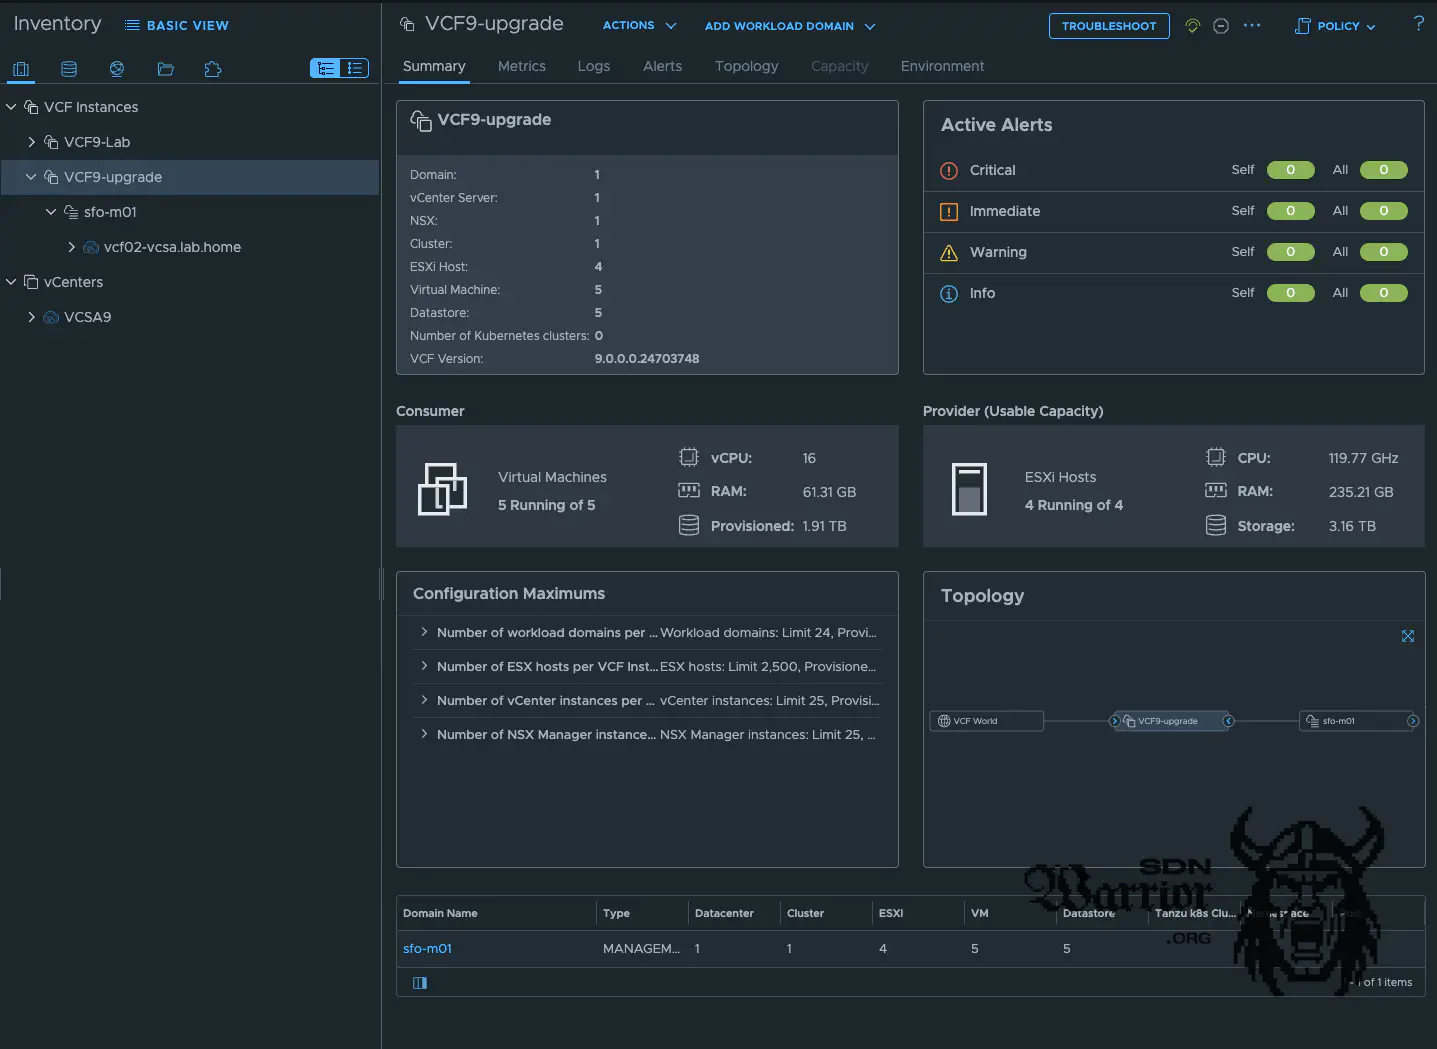 Inventory
BASIC VIEW
VCF Instances
VCF9-Lab
VCF9-upgrade
sfo-m01
vcf02-vcsa.lab.home
vCenters
VCSA9
VCF9-upgrade
ACTIONS
ADD WORKLOAD DOMAIN
TROUBLESHOOT
POLICY
?
Summary Metrics Logs Alerts Topology Capacity Environment
VCF9-upgrade
Domain: 1
vCenter Server: 1
NSX: 1
Cluster: 1
ESXi Host: 4
Virtual Machine: 5
Datastore: 5
Number of Kubernetes clusters: 0
VCF Version: 9.0.0.0.24703748
Active Alerts
Critical Self 0 All 0
Immediate Self 0 All 0
Warning Self 0 All 0
Info Self 0 All 0
Consumer
Virtual Machines
5 Running of 5
vCPU: 16
RAM: 61.31 GB
Provisioned: 1.91 TB
Provider (Usable Capacity)
ESXi Hosts
4 Running of 4
CPU: 119.77 GHz
RAM: 235.21 GB
Storage: 3.16 TB
Configuration Maximums
Number of workload domains per ... Workload domains: Limit 24, Provi...
Number of ESX hosts per VCF Inst... ESX hosts: Limit 2,500, Provisione...
Number of vCenter instances per ... vCenter instances: Limit 25, Provisi...
Number of NSX Manager instance... NSX Manager instances: Limit 25, ...
Topology
VCF World
VCF9-upgrade
sfo-m01
SDN
Warrior
.ORG
Domain Name Type Datacenter Cluster ESXI VM Datastore Tanzu k8s Clu... Namespace
sfo-m01 MANAGEM... 1 1 4 5 5
1 of 1 items